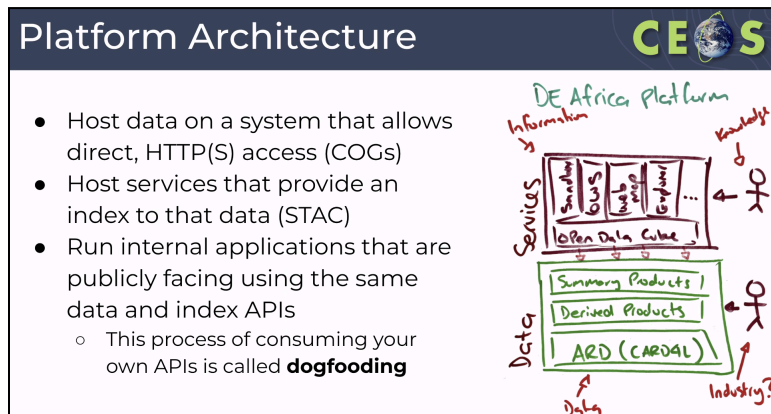 Platform Architecture
CEOS
● Host data on a system that allows
direct, HTTP(S) access (COGs)
● Host services that provide an
index to that data (STAC)
● Run internal applications that are
publicly facing using the same
data and index APIs
○ This process of consuming your
own APIs is called dogfooding
DE Africa Platform
Information
Knowledge
Services
Sandbox
OWS
Web
Map
Explorer
...
Open Data Cube
Data
Summary Products
Derived Products
ARD (CARD4L)
Data
Industry?